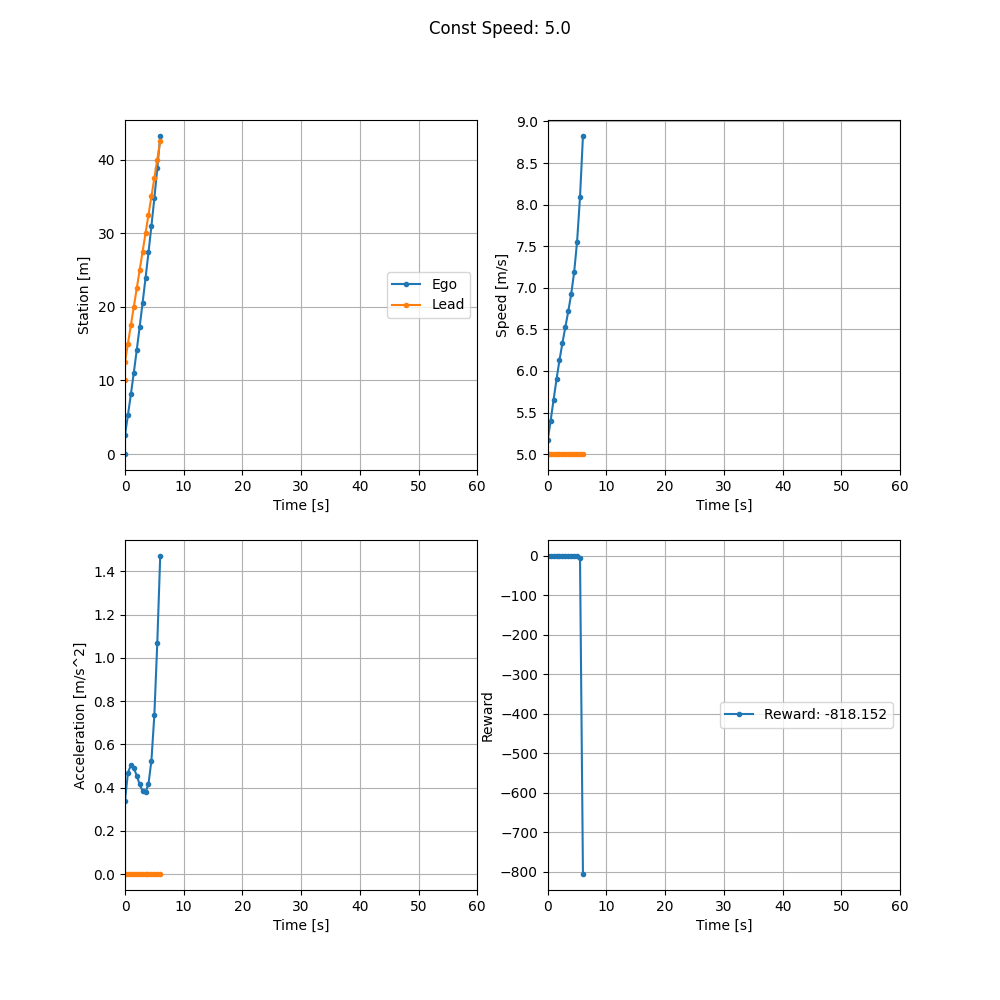 Const Speed: 5.0
40
30
20
10
0
Station [m]
Ego
Lead
0 10 20 30 40 50 60
Time [s]
9.0
8.5
8.0
7.5
7.0
6.5
6.0
5.5
5.0
Speed [m/s]
0 10 20 30 40 50 60
Time [s]
1.4
1.2
1.0
0.8
0.6
0.4
0.2
0.0
Acceleration [m/s^2]
0 10 20 30 40 50 60
Time [s]
0
−100
−200
−300
−400
−500
−600
−700
−800
Reward
Reward: -818.152
0 10 20 30 40 50 60
Time [s]